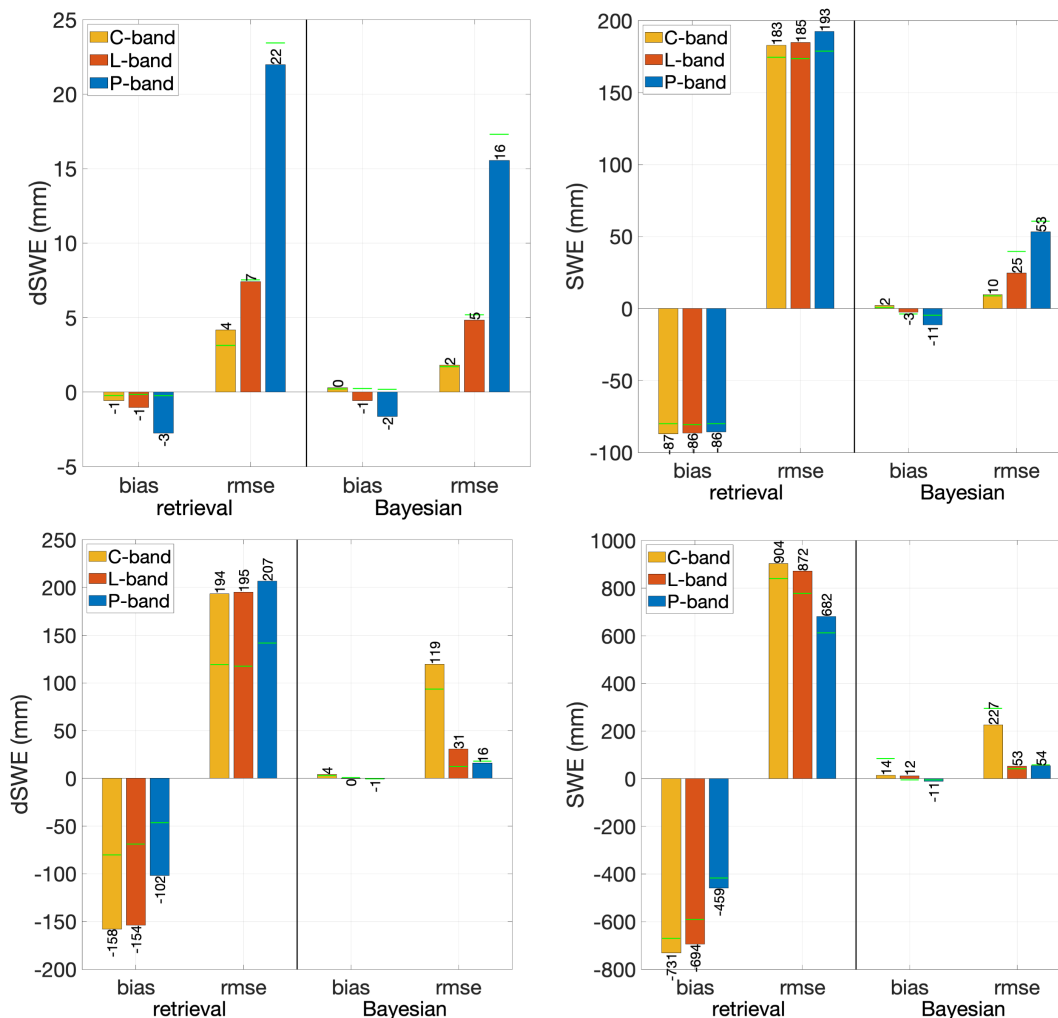 25
20
15
10
5
0
-5
dSWE (mm)
C-band
L-band
P-band
-1
-1
-3
4
7
22
0
-1
-2
2
5
16
bias
rmse
bias
rmse
retrieval
Bayesian
200
150
100
50
0
-50
-100
SWE (mm)
C-band
L-band
P-band
-87
-86
-86
183
185
193
2
-3
-11
10
25
53
bias
rmse
bias
rmse
retrieval
Bayesian
250
200
150
100
50
0
-50
-100
-150
-200
dSWE (mm)
C-band
L-band
P-band
-158
-154
-102
194
195
207
4
0
-1
119
31
16
bias
rmse
bias
rmse
retrieval
Bayesian
1000
800
600
400
200
0
-200
-400
-600
-800
SWE (mm)
C-band
L-band
P-band
-731
-694
-459
904
872
682
14
12
-11
227
53
54
bias
rmse
bias
rmse
retrieval
Bayesian